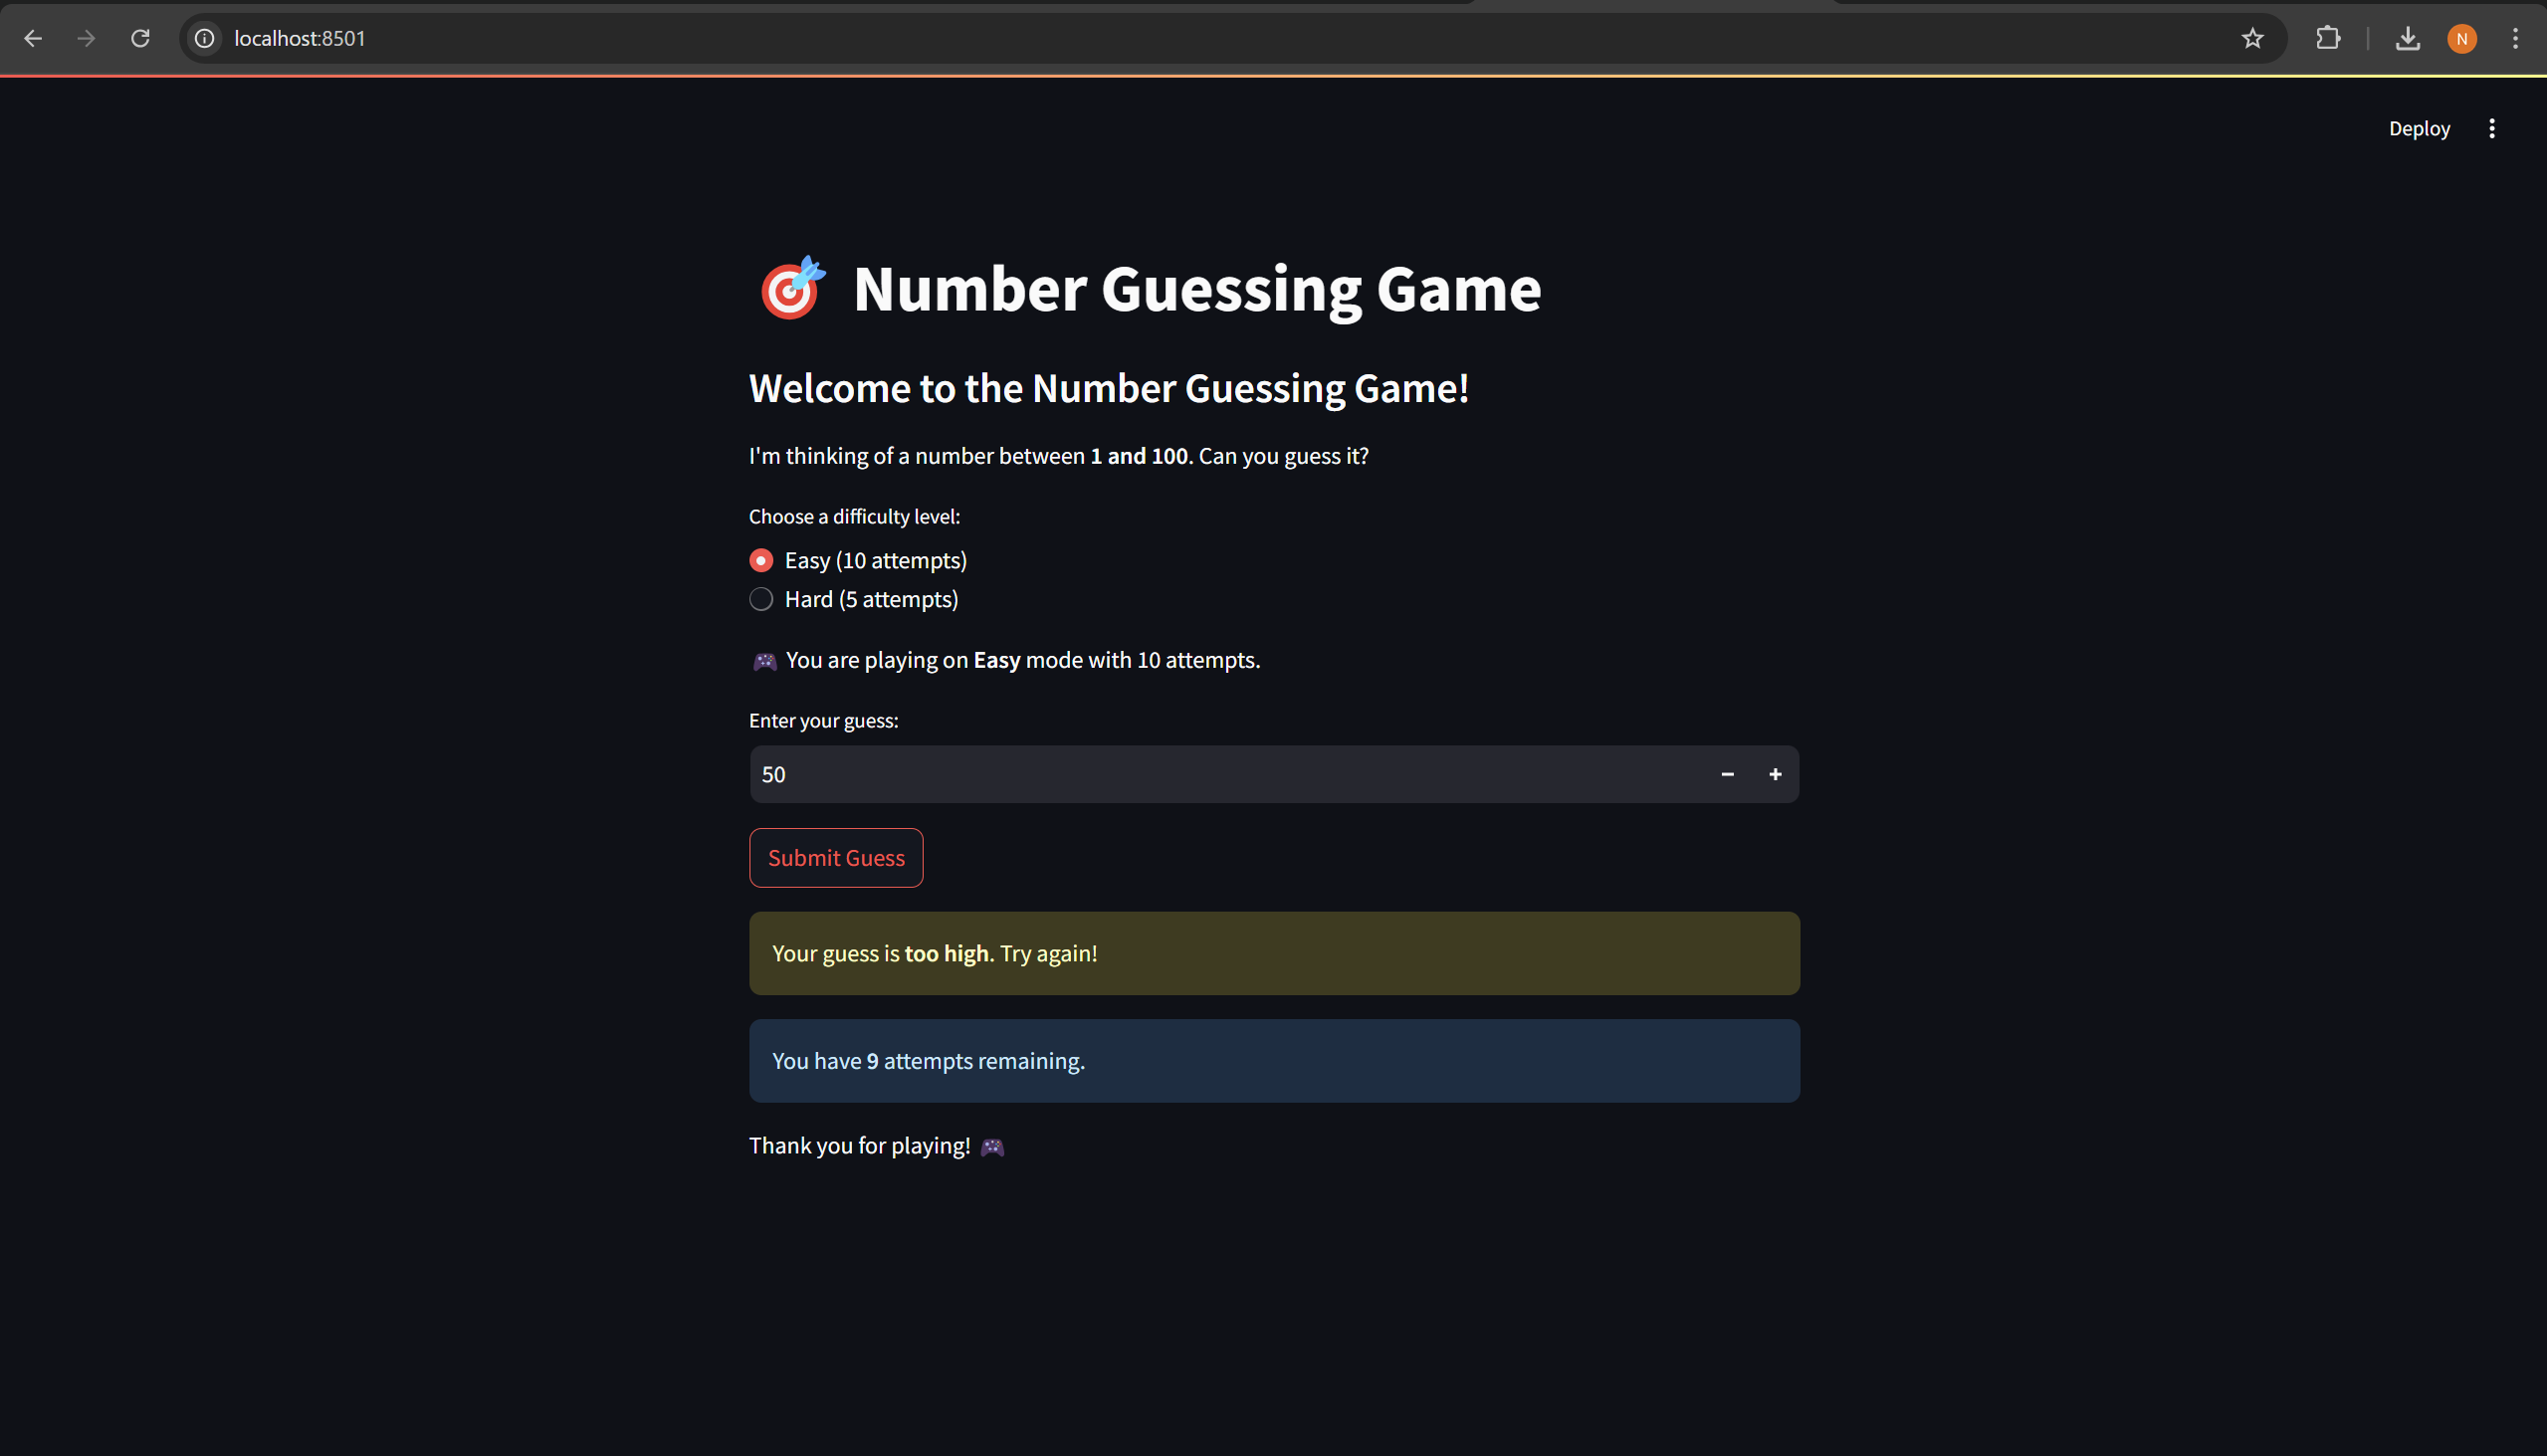 localhost:8501
N
Deploy
🎯 Number Guessing Game
Welcome to the Number Guessing Game!
I'm thinking of a number between 1 and 100. Can you guess it?
Choose a difficulty level:
Easy (10 attempts)
Hard (5 attempts)
🎮 You are playing on Easy mode with 10 attempts.
Enter your guess:
50
Submit Guess
Your guess is too high. Try again!
You have 9 attempts remaining.
Thank you for playing! 🎮